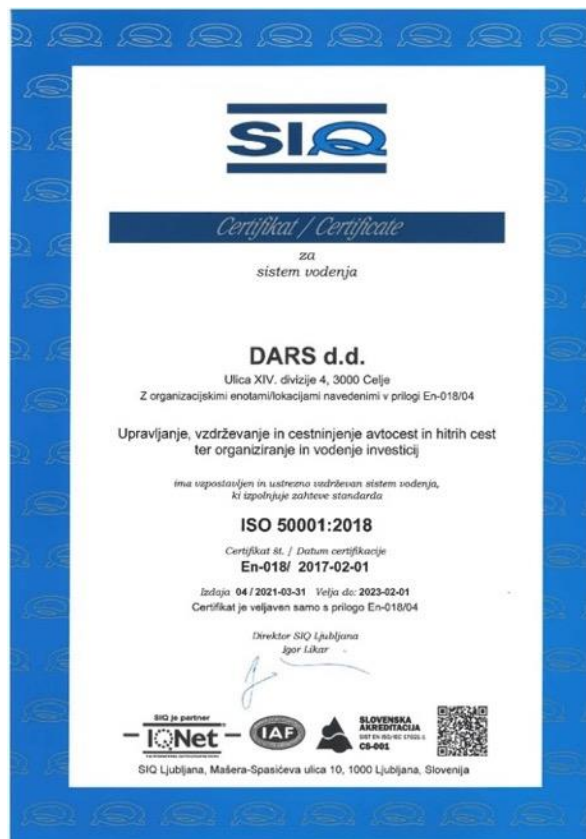 SIQ
Certifikat / Certificate
za
sistem vodenja
DARS d.d.
Ulica XIV. divizije 4, 3000 Celje
Z organizacijskimi enotami/lokacijami navedenimi v prilogi En-018/04
Upravljanje, vzdrževanje in cestninjenje avtocest in hitrih cest
ter organiziranje in vodenje investicij
ima vzpostavljen in ustrezno vzdrževan sistem vodenja,
ki izpolnjuje zahteve standarda
ISO 50001:2018
Certifikat št. / Datum certifikacije
En-018/ 2017-02-01
Izdaja 04 / 2021-03-31 Velja do: 2023-02-01
Certifikat je veljaven samo s prilogo En-018/04
Direktor SIQ Ljubljana
Igor Likar
SIQ je partner
IQNet
IAF
SLOVENSKA
AKREDITACIJA
CS-001
SIQ Ljubljana, Mašera-Spasićeva ulica 10, 1000 Ljubljana, Slovenija